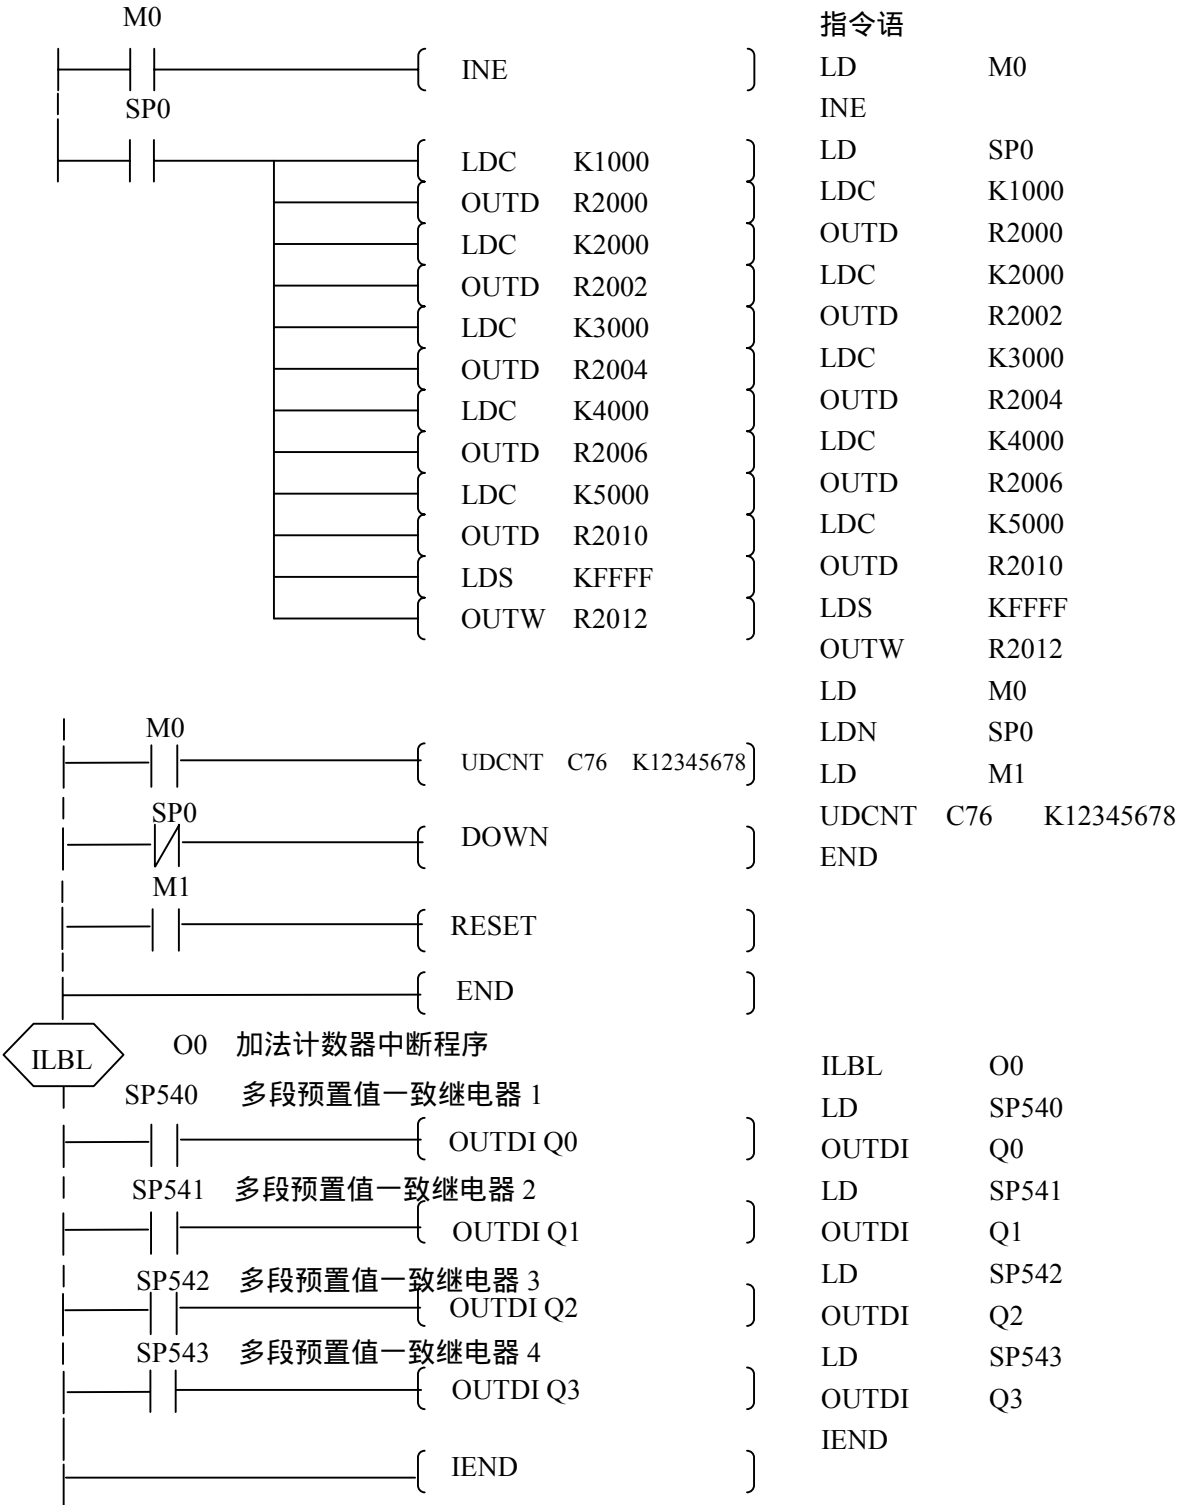 M0
INE
SP0
LDC K1000
OUTD R2000
LDC K2000
OUTD R2002
LDC K3000
OUTD R2004
LDC K4000
OUTD R2006
LDC K5000
OUTD R2010
LDS KFFFF
OUTW R2012
M0
UDCNT C76 K12345678
SP0
DOWN
M1
RESET
END
ILBL O0 加法计数器中断程序
SP540 多段预置值一致继电器 1
OUTDI Q0
SP541 多段预置值一致继电器 2
OUTDI Q1
SP542 多段预置值一致继电器 3
OUTDI Q2
SP543 多段预置值一致继电器 4
OUTDI Q3
IEND
指令语
LD M0
INE
LD SP0
LDC K1000
OUTD R2000
LDC K2000
OUTD R2002
LDC K3000
OUTD R2004
LDC K4000
OUTD R2006
LDC K5000
OUTD R2010
LDS KFFFF
OUTW R2012
LD M0
LDN SP0
LD M1
UDCNT C76 K12345678
END
ILBL O0
LD SP540
OUTDI Q0
LD SP541
OUTDI Q1
LD SP542
OUTDI Q2
LD SP543
OUTDI Q3
IEND